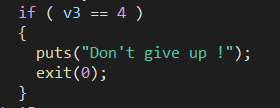 if ( v3 == 4 )
{
puts("Don't give up !");
exit(0);
}